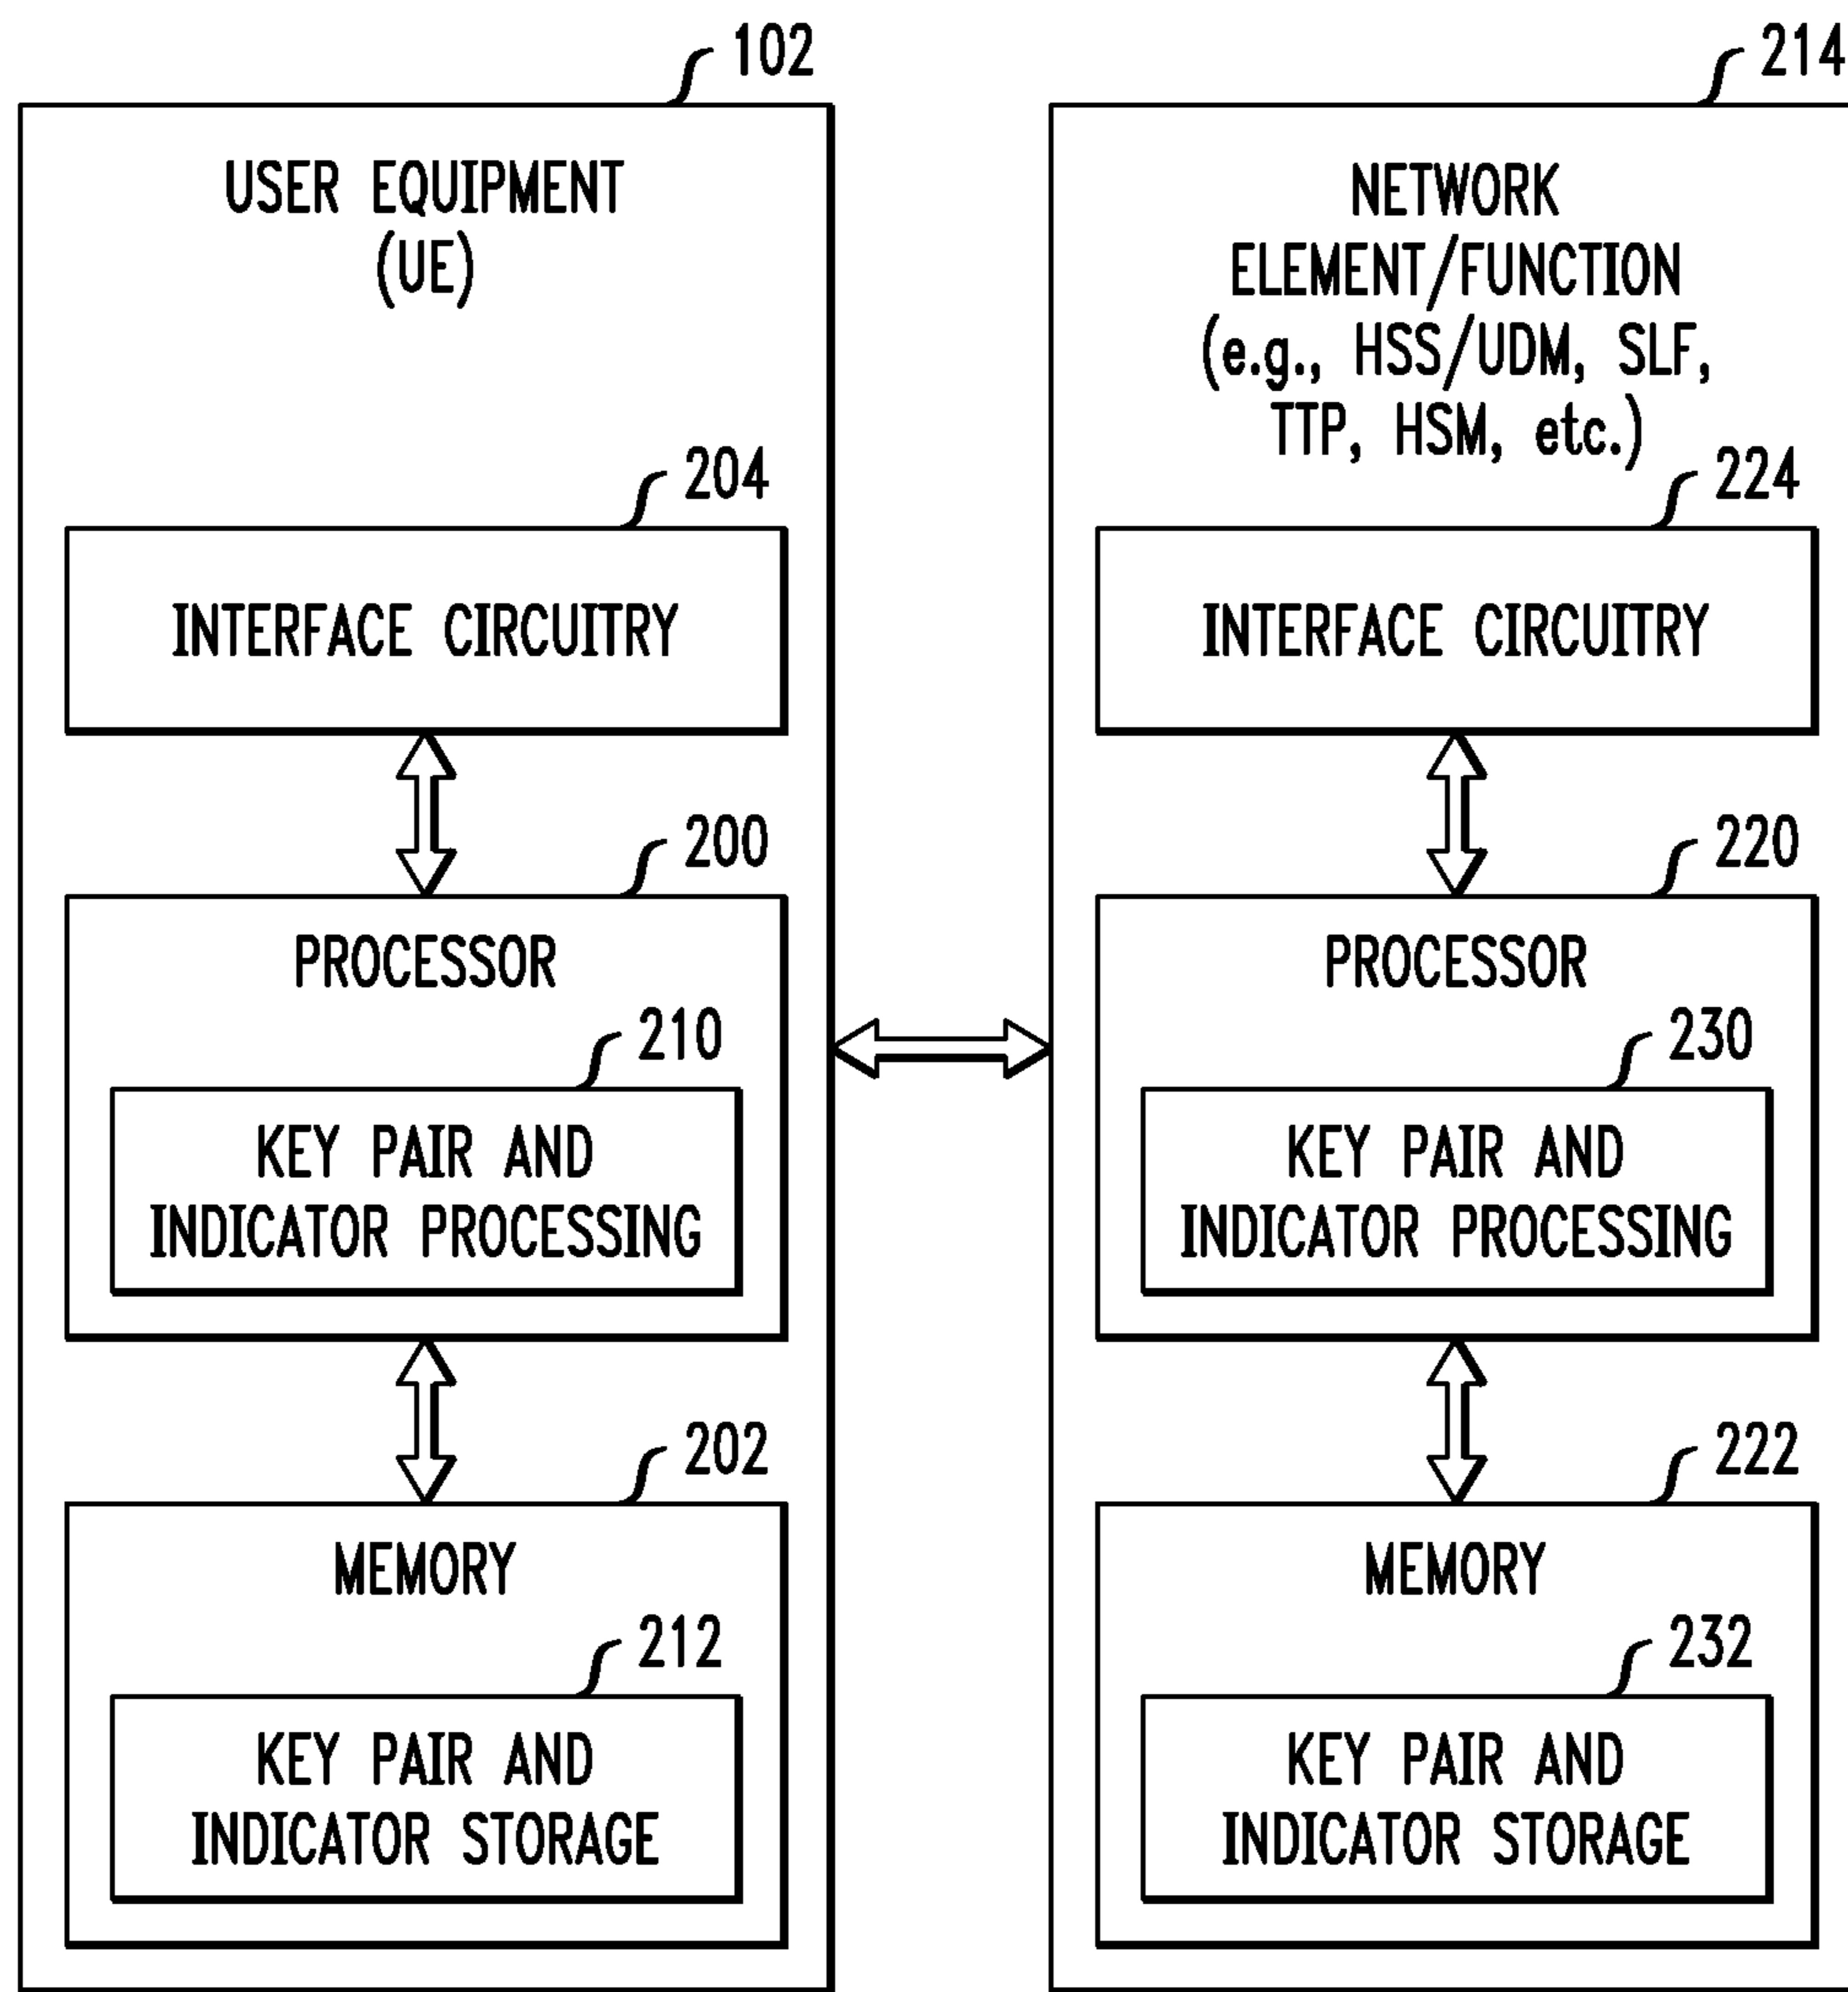 102
USER EQUIPMENT
(UE)
204
INTERFACE CIRCUITRY
200
PROCESSOR
210
KEY PAIR AND
INDICATOR PROCESSING
202
MEMORY
212
KEY PAIR AND
INDICATOR STORAGE
214
NETWORK
ELEMENT/FUNCTION
(e.g., HSS/UDM, SLF,
TTP, HSM, etc.)
224
INTERFACE CIRCUITRY
220
PROCESSOR
230
KEY PAIR AND
INDICATOR PROCESSING
222
MEMORY
232
KEY PAIR AND
INDICATOR STORAGE